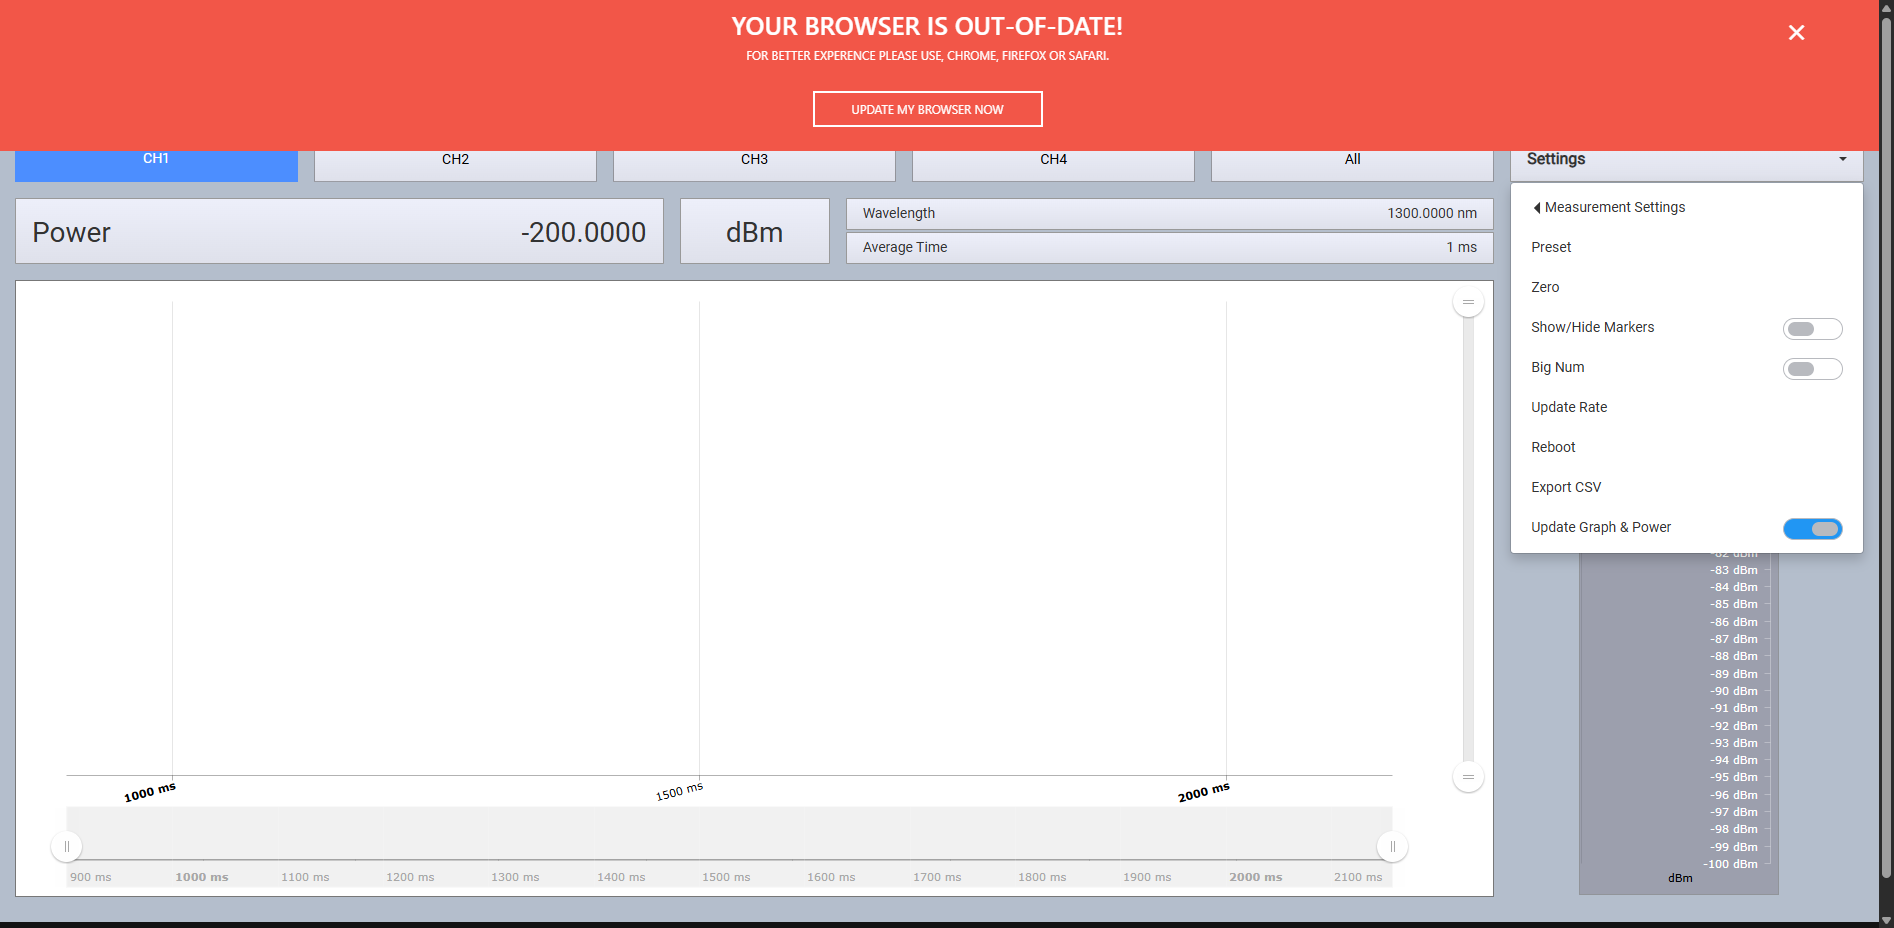 YOUR BROWSER IS OUT-OF-DATE!
FOR BETTER EXPERENCE PLEASE USE, CHROME, FIREFOX OR SAFARI.
UPDATE MY BROWSER NOW
CH1
CH2
CH3
CH4
All
Settings
Power
-200.0000
dBm
Wavelength
1300.0000 nm
Average Time
1 ms
Measurement Settings
Preset
Zero
Show/Hide Markers
Big Num
Update Rate
Reboot
Export CSV
Update Graph & Power
1000 ms
1500 ms
2000 ms
900 ms
1000 ms
1100 ms
1200 ms
1300 ms
1400 ms
1500 ms
1600 ms
1700 ms
1800 ms
1900 ms
2000 ms
2100 ms
-82 dBm
-83 dBm
-84 dBm
-85 dBm
-86 dBm
-87 dBm
-88 dBm
-89 dBm
-90 dBm
-91 dBm
-92 dBm
-93 dBm
-94 dBm
-95 dBm
-96 dBm
-97 dBm
-98 dBm
-99 dBm
-100 dBm
dBm